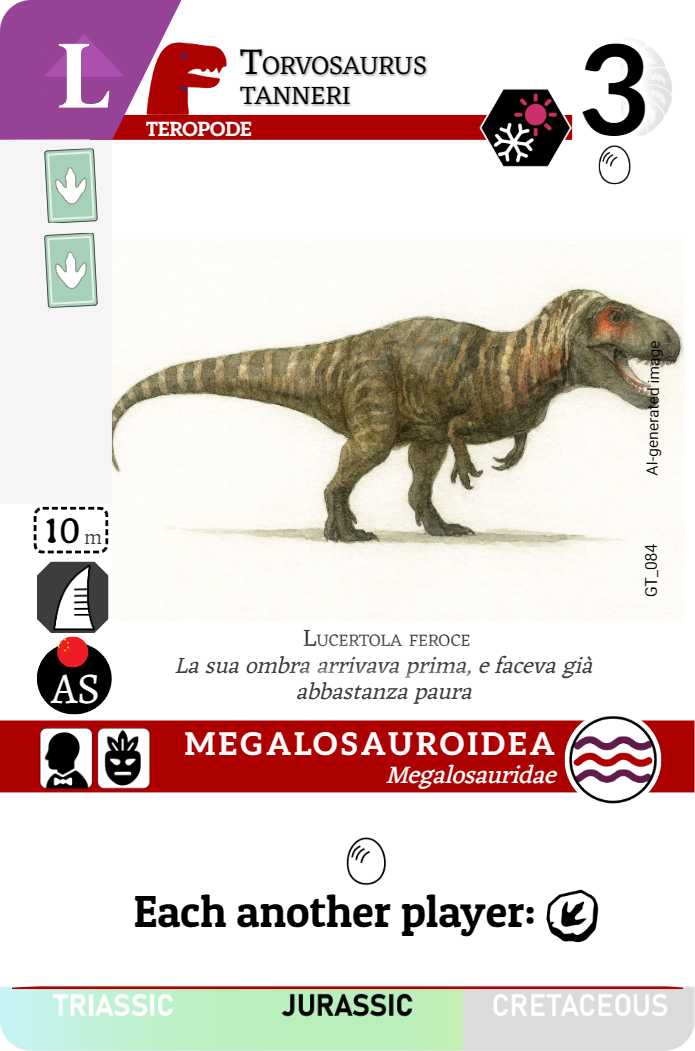 L
TORVOSAURUS
TANNERI
3
TEROPODE
AI-generated image
10 m
GT_084
AS
LUCERTOLA FEROCE
La sua ombra arrivava prima, e faceva già
abbastanza paura
MEGALOSAUROIDEA
Megalosauridae
Each another player:
TRIASSIC JURASSIC CRETACEOUS